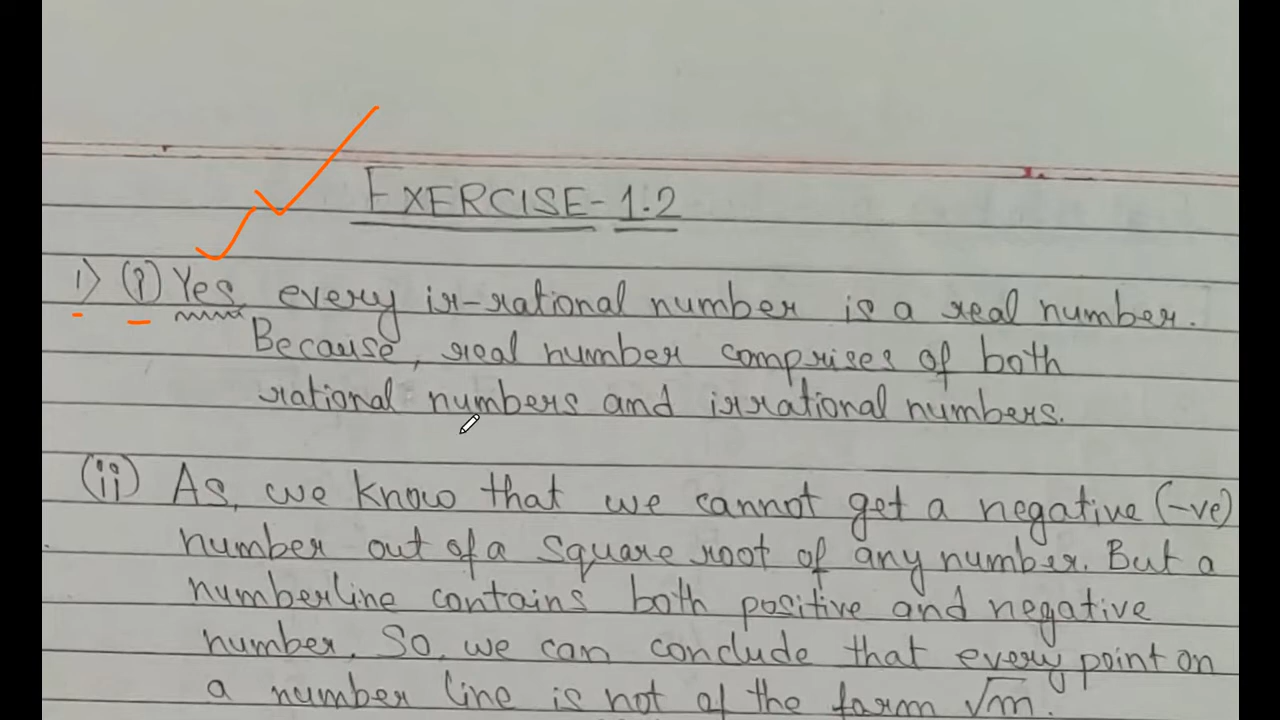 EXERCISE-1.2
1) (i) Yes, every ir-rational number is a real number.
Because, real number comprises of both
rational numbers and irrational numbers.
(ii) As, we know that we cannot get a negative (-ve)
number out of a square root of any number. But a
numberline contains both positive and negative
number. So, we can conclude that every point on
a number line is not of the farm √m.